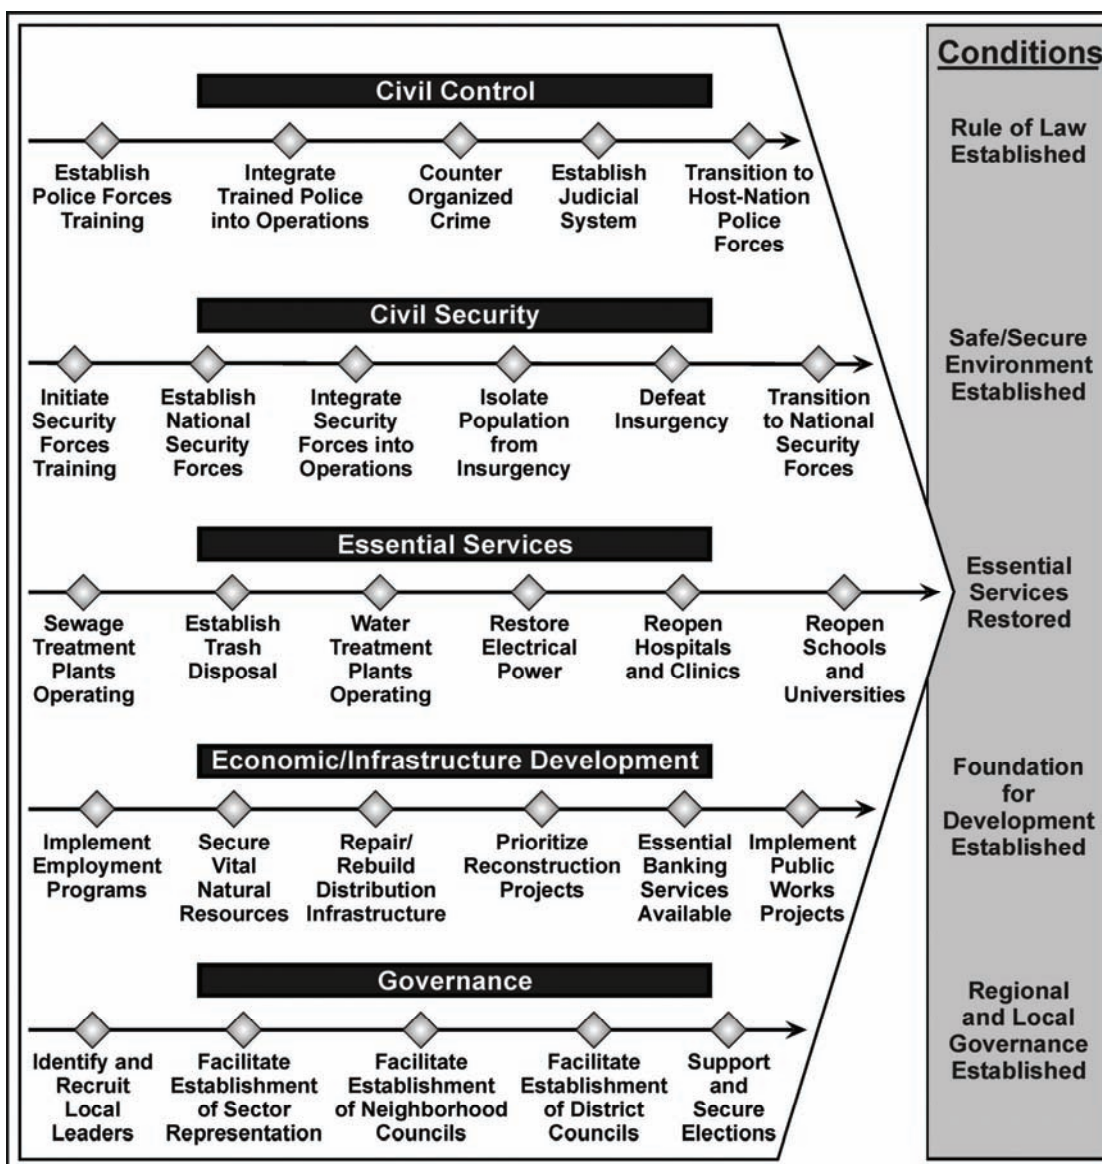 Conditions
Civil Control
Establish
Police Forces
Training
Integrate
Trained Police
into Operations
Counter
Organized
Crime
Establish
Judicial
System
Transition to
Host-Nation
Police
Forces
Rule of Law
Established
Civil Security
Initiate
Security
Forces
Training
Establish
National
Security
Forces
Integrate
Security
Forces into
Operations
Isolate
Population
from
Insurgency
Defeat
Insurgency
Transition
to National
Security
Forces
Safe/Secure
Environment
Established
Essential Services
Sewage
Treatment
Plants
Operating
Establish
Trash
Disposal
Water
Treatment
Plants
Operating
Restore
Electrical
Power
Reopen
Hospitals
and Clinics
Reopen
Schools
and
Universities
Essential
Services
Restored
Economic/Infrastructure Development
Implement
Employment
Programs
Secure
Vital
Natural
Resources
Repair/
Rebuild
Distribution
Infrastructure
Prioritize
Reconstruction
Projects
Essential
Banking
Services
Available
Implement
Public
Works
Projects
Foundation
for
Development
Established
Governance
Identify and
Recruit
Local
Leaders
Facilitate
Establishment
of Sector
Representation
Facilitate
Establishment
of Neighborhood
Councils
Facilitate
Establishment
of District
Councils
Support
and
Secure
Elections
Regional
and Local
Governance
Established